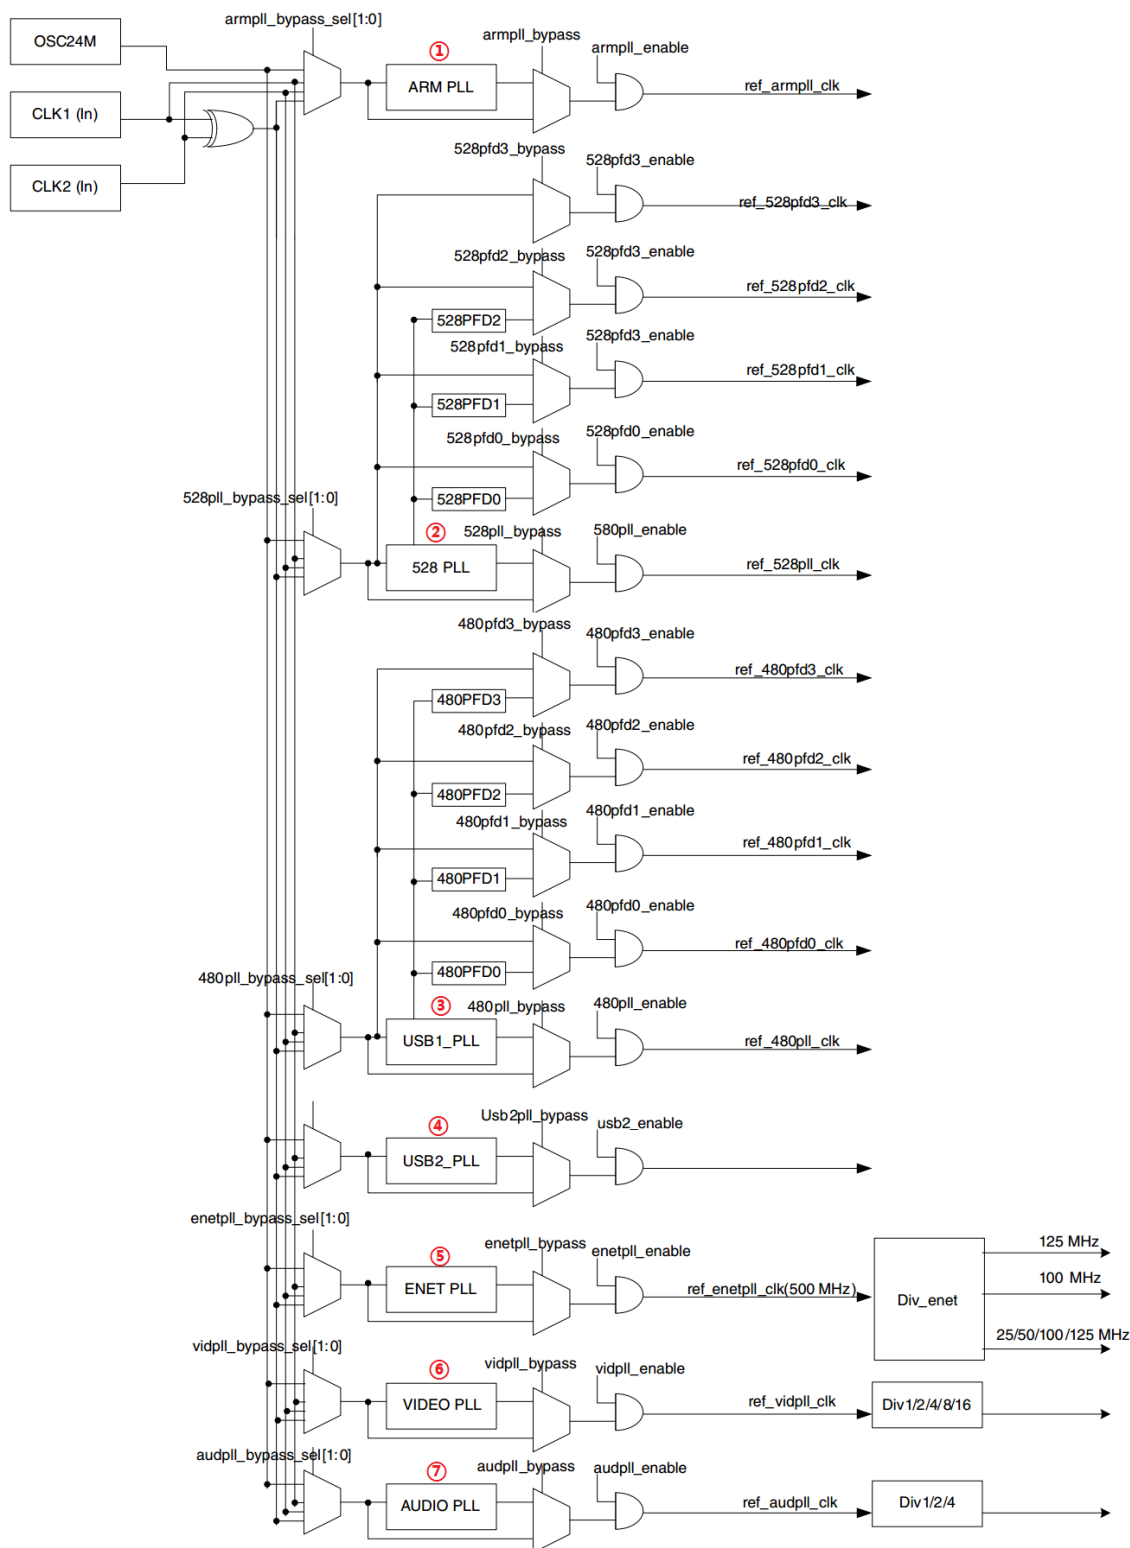 armpll_bypass_sel[1:0]
OSC24M
CLK1 (In)
CLK2 (In)
①
ARM PLL
armpll_bypass
armpll_enable
ref_armpll_clk
528pfd3_bypass
528pfd3_enable
ref_528pfd3_clk
528pfd2_bypass
528pfd3_enable
ref_528pfd2_clk
528PFD2
528pfd1_bypass
528pfd3_enable
ref_528pfd1_clk
528PFD1
528pfd0_bypass
528pfd0_enable
ref_528pfd0_clk
528PFD0
528pll_bypass_sel[1:0]
②
528 PLL
528pll_bypass
580pll_enable
ref_528pll_clk
480pfd3_bypass
480pfd3_enable
ref_480pfd3_clk
480PFD3
480pfd2_bypass
480pfd2_enable
ref_480pfd2_clk
480PFD2
480pfd1_bypass
480pfd1_enable
ref_480pfd1_clk
480PFD1
480pfd0_bypass
480pfd0_enable
ref_480pfd0_clk
480PFD0
480pll_bypass_sel[1:0]
③
USB1_PLL
480pll_bypass
480pll_enable
ref_480pll_clk
④
USB2_PLL
Usb2pll_bypass
usb2_enable
enetpll_bypass_sel[1:0]
⑤
ENET PLL
enetpll_bypass
enetpll_enable
ref_enetpll_clk(500 MHz)
Div_enet
125 MHz
100 MHz
25/50/100/125 MHz
vidpll_bypass_sel[1:0]
⑥
VIDEO PLL
vidpll_bypass
vidpll_enable
ref_vidpll_clk
Div1/2/4/8/16
audpll_bypass_sel[1:0]
⑦
AUDIO PLL
audpll_bypass
audpll_enable
ref_audpll_clk
Div1/2/4